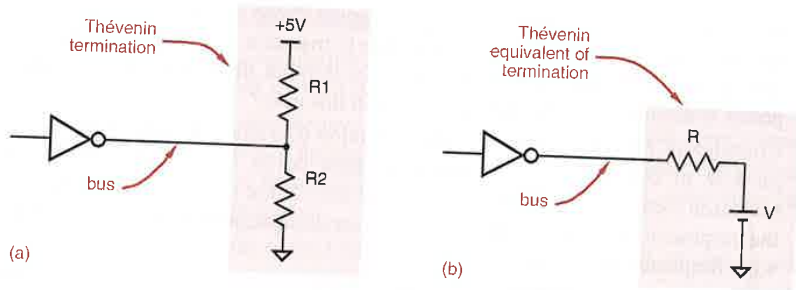 Thévenin
termination
+5V
R1
R2
bus
(a)
Thévenin
equivalent of
termination
R
V
bus
(b)